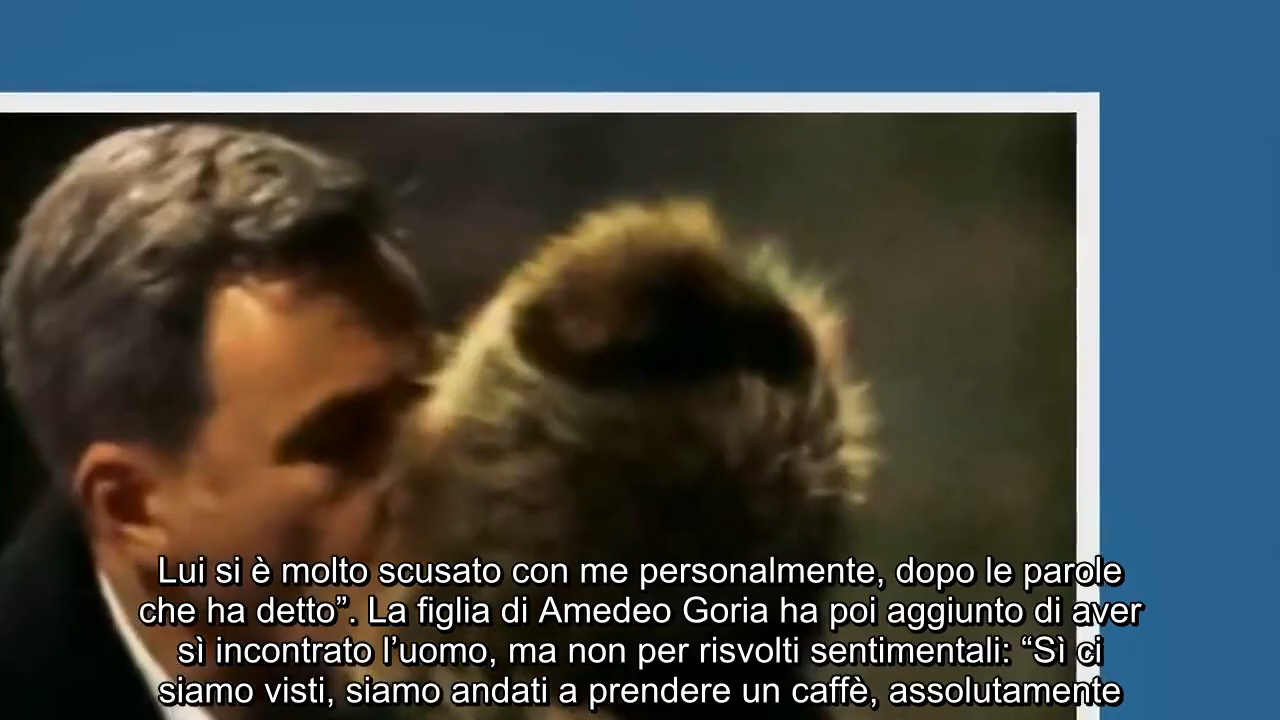 Lui si è molto scusato con me personalmente, dopo le parole
che ha detto”. La figlia di Amedeo Goria ha poi aggiunto di aver
sì incontrato l’uomo, ma non per risvolti sentimentali: “Sì ci
siamo visti, siamo andati a prendere un caffè, assolutamente